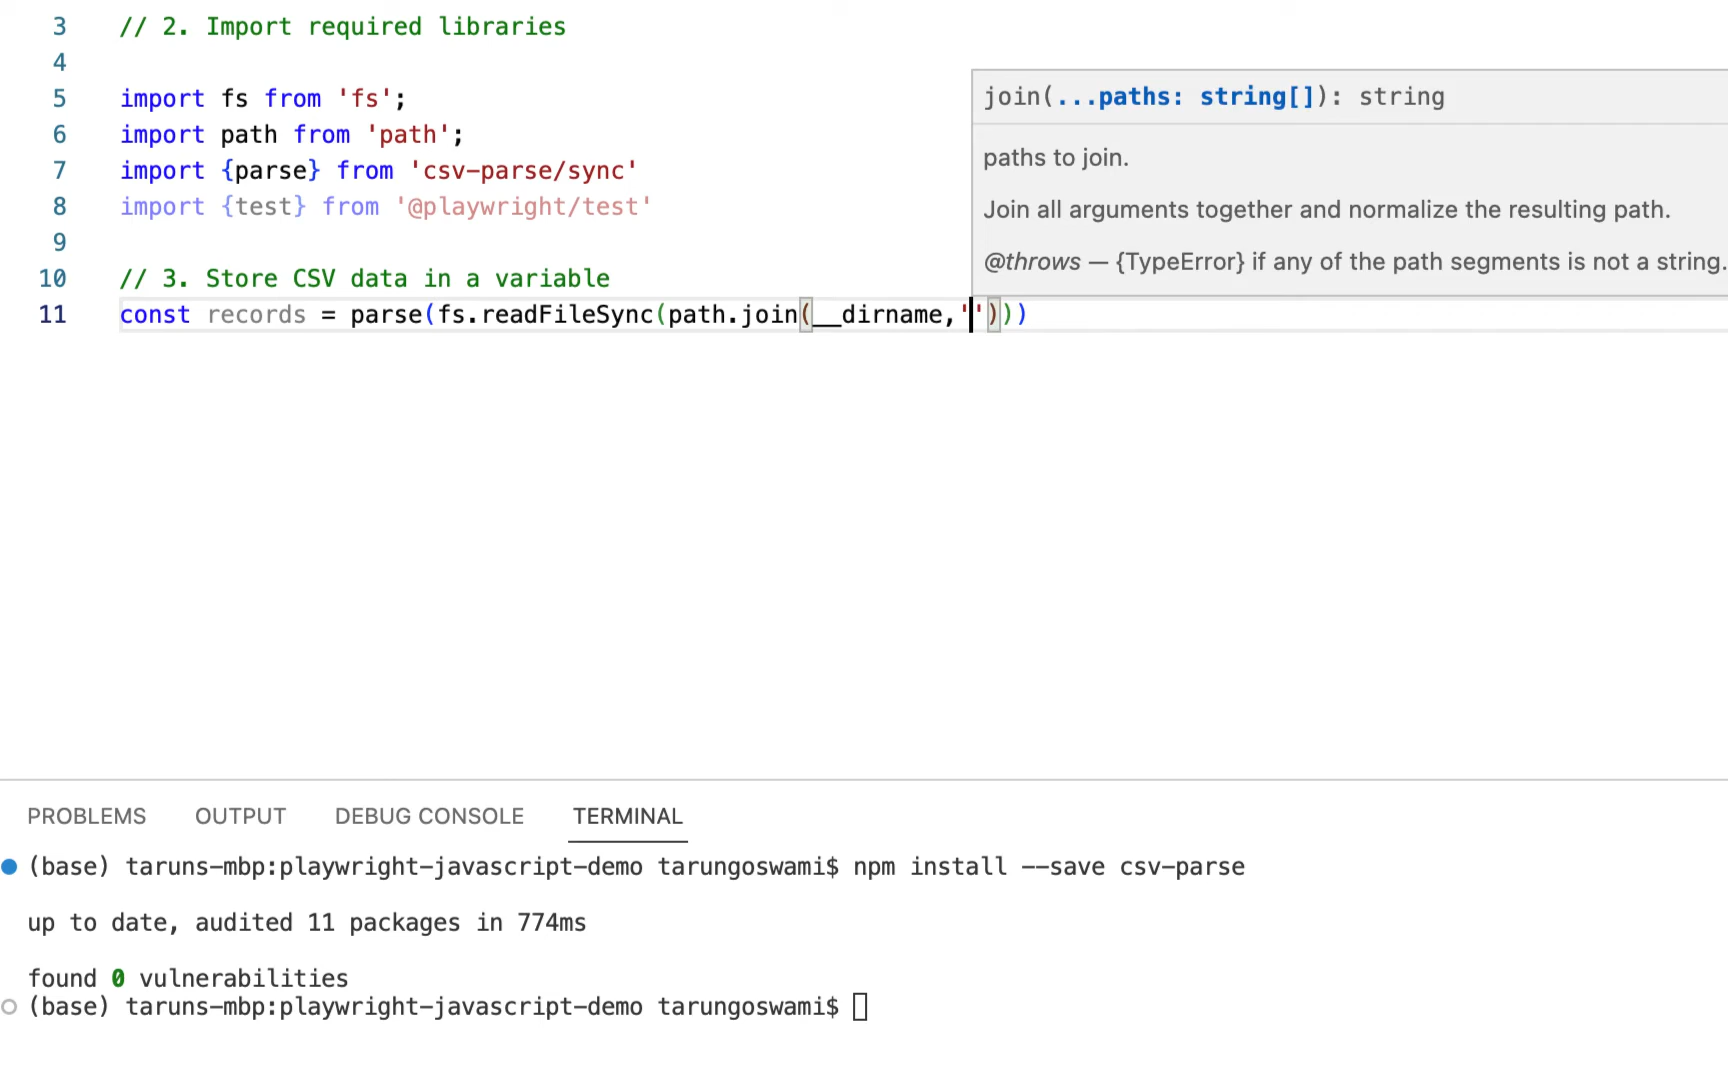 3 // 2. Import required libraries
4
5 import fs from 'fs';
6 import path from 'path';
7 import {parse} from 'csv-parse/sync'
8 import {test} from '@playwright/test'
9
10 // 3. Store CSV data in a variable
11 const records = parse(fs.readFileSync(path.join(__dirname,'')))
join(...paths: string[]): string
paths to join.
Join all arguments together and normalize the resulting path.
@throws — {TypeError} if any of the path segments is not a string.
PROBLEMS OUTPUT DEBUG CONSOLE TERMINAL
(base) taruns-mbp:playwright-javascript-demo tarungoswami$ npm install --save csv-parse
up to date, audited 11 packages in 774ms
found 0 vulnerabilities
(base) taruns-mbp:playwright-javascript-demo tarungoswami$